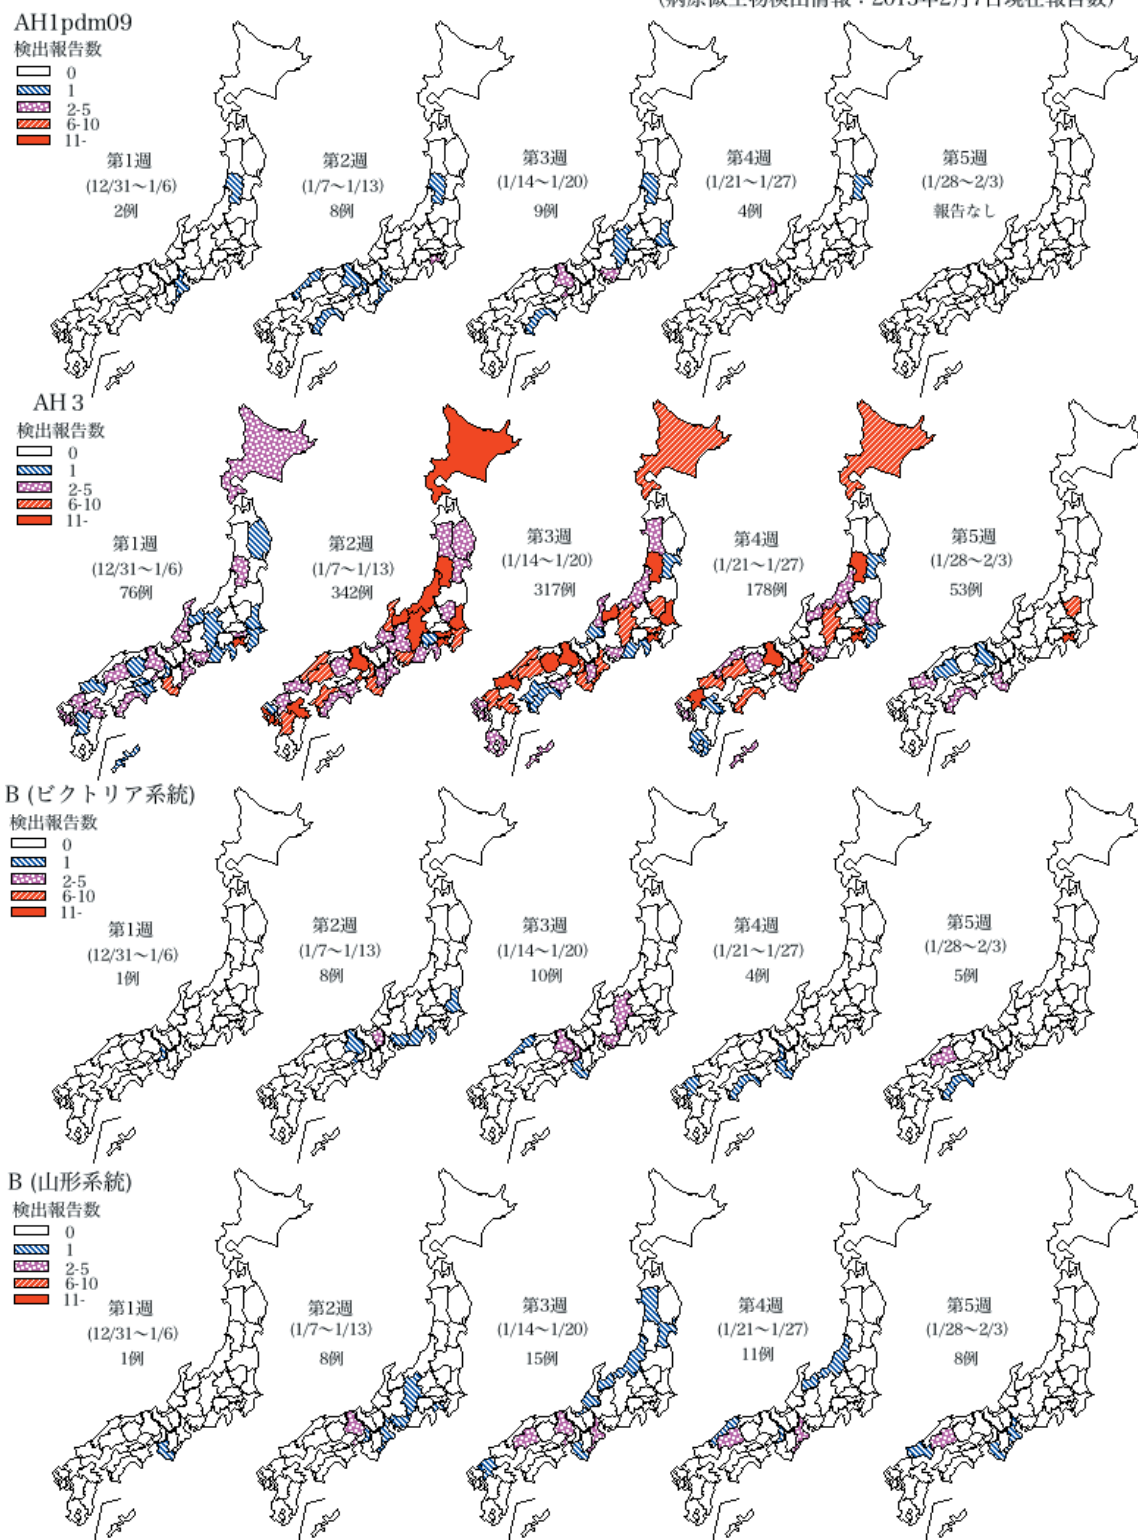 AH1pdm09
検出報告数
0
1
2-5
6-10
11-
第1週
(12/31～1/6)
2例
第2週
(1/7～1/13)
8例
第3週
(1/14～1/20)
9例
第4週
(1/21～1/27)
4例
第5週
(1/28～2/3)
報告なし
AH 3
検出報告数
0
1
2-5
6-10
11-
第1週
(12/31～1/6)
76例
第2週
(1/7～1/13)
342例
第3週
(1/14～1/20)
317例
第4週
(1/21～1/27)
178例
第5週
(1/28～2/3)
53例
B (ビクトリア系統)
検出報告数
0
1
2-5
6-10
11-
第1週
(12/31～1/6)
1例
第2週
(1/7～1/13)
8例
第3週
(1/14～1/20)
10例
第4週
(1/21～1/27)
4例
第5週
(1/28～2/3)
5例
B (山形系統)
検出報告数
0
1
2-5
6-10
11-
第1週
(12/31～1/6)
1例
第2週
(1/7～1/13)
8例
第3週
(1/14～1/20)
15例
第4週
(1/21～1/27)
11例
第5週
(1/28～2/3)
8例